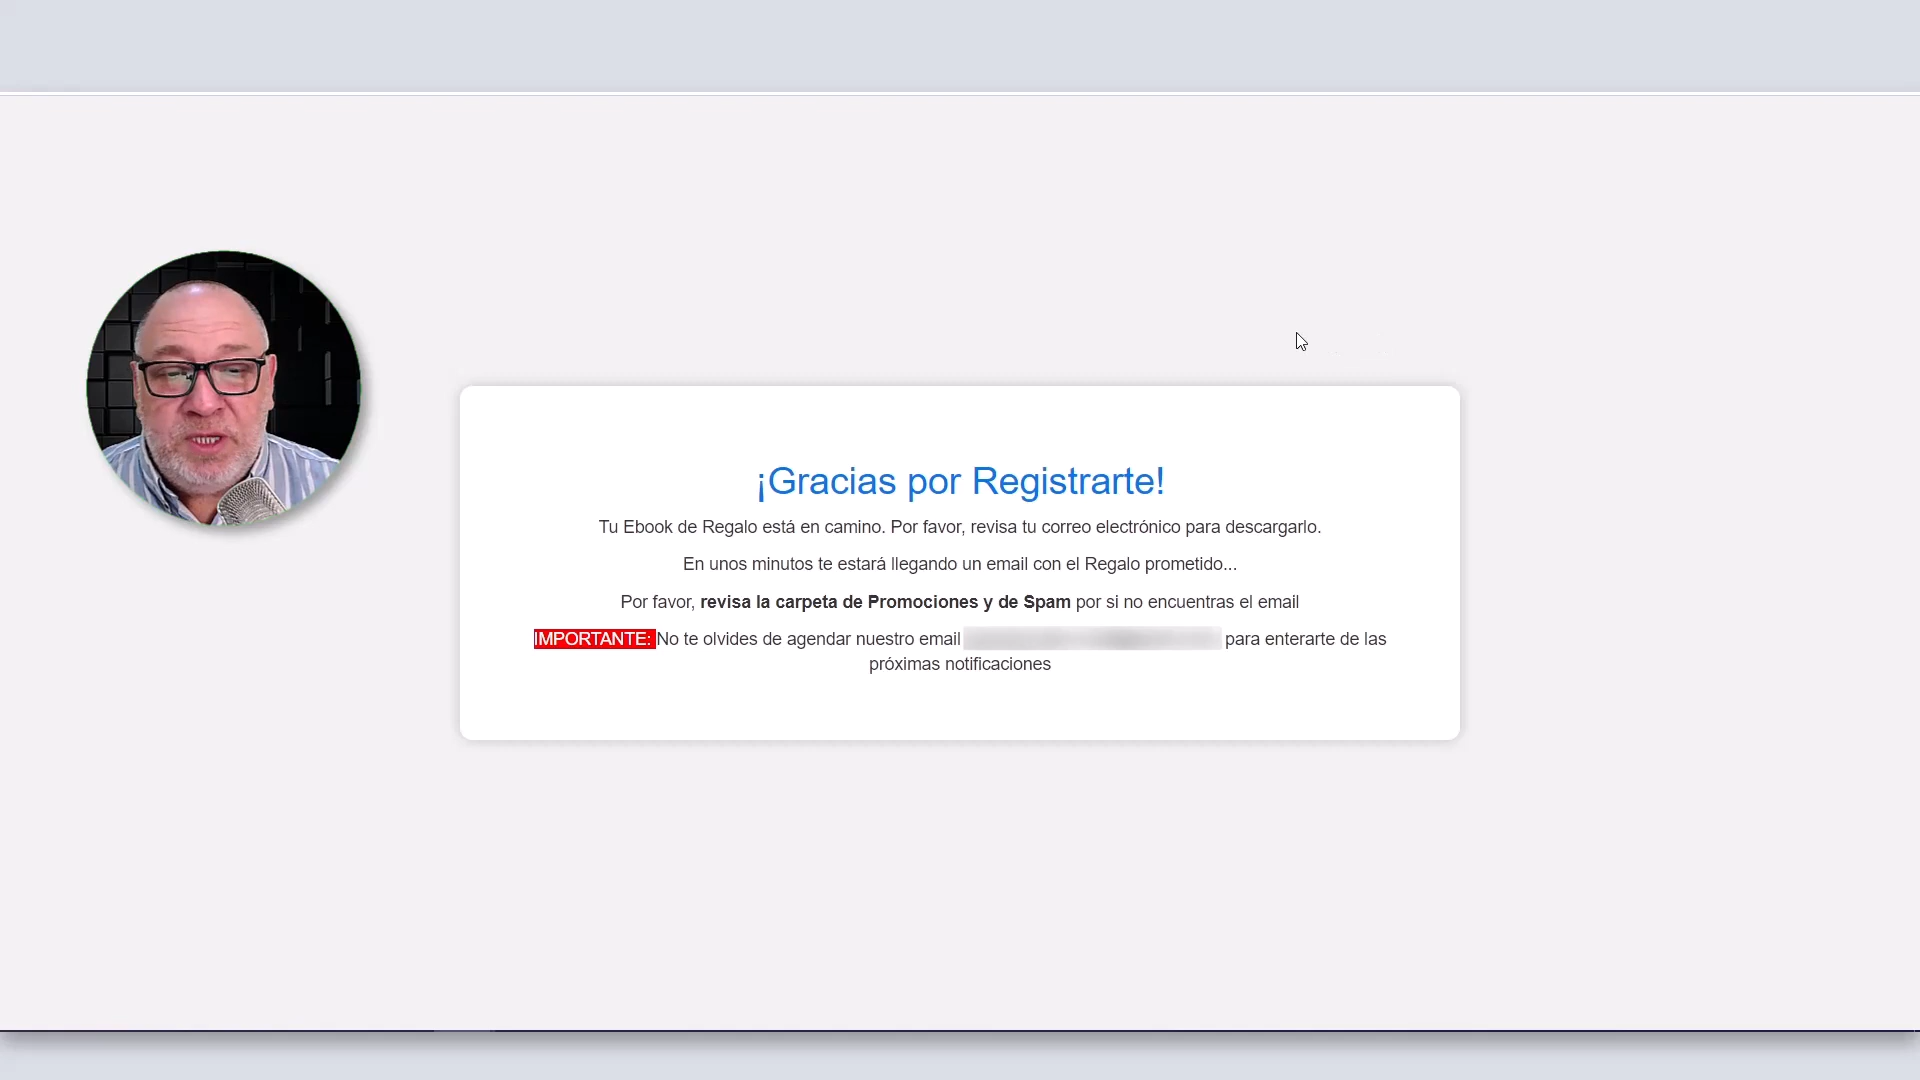 ¡Gracias por Registrarte!
Tu Ebook de Regalo está en camino. Por favor, revisa tu correo electrónico para descargarlo.
En unos minutos te estará llegando un email con el Regalo prometido...
Por favor, revisa la carpeta de Promociones y de Spam por si no encuentras el email
IMPORTANTE: No te olvides de agendar nuestro email para enterarte de las
próximas notificaciones